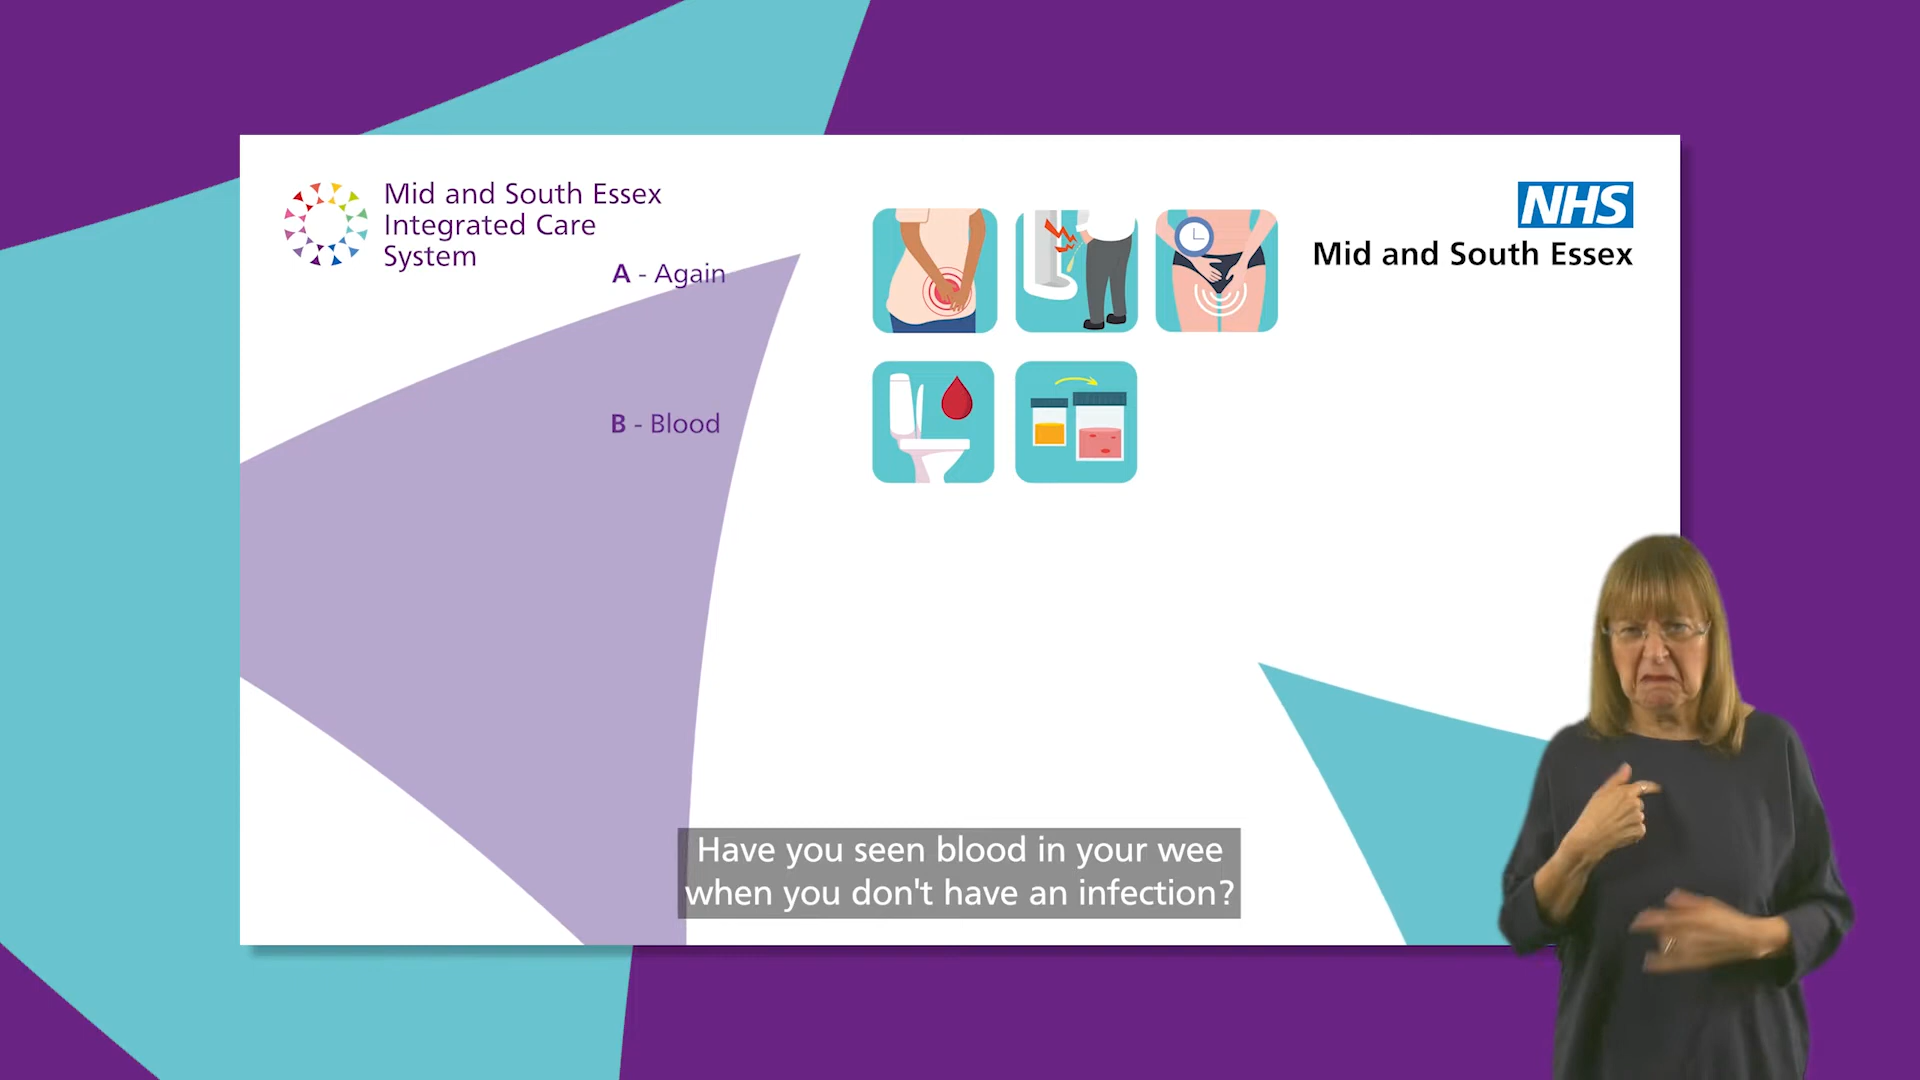 Mid and South Essex
Integrated Care
System
NHS
Mid and South Essex
A - Again
B - Blood
Have you seen blood in your wee
when you don't have an infection?